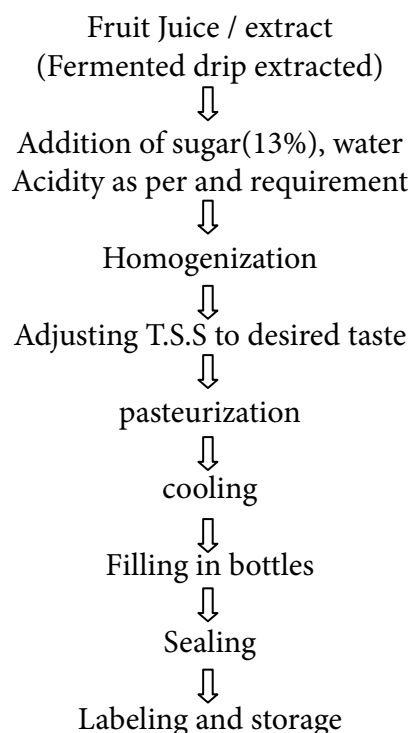 Fruit Juice / extract
(Fermented drip extracted)
Addition of sugar(13%), water
Acidity as per and requirement
Homogenization
Adjusting T.S.S to desired taste
pasteurization
cooling
Filling in bottles
Sealing
Labeling and storage